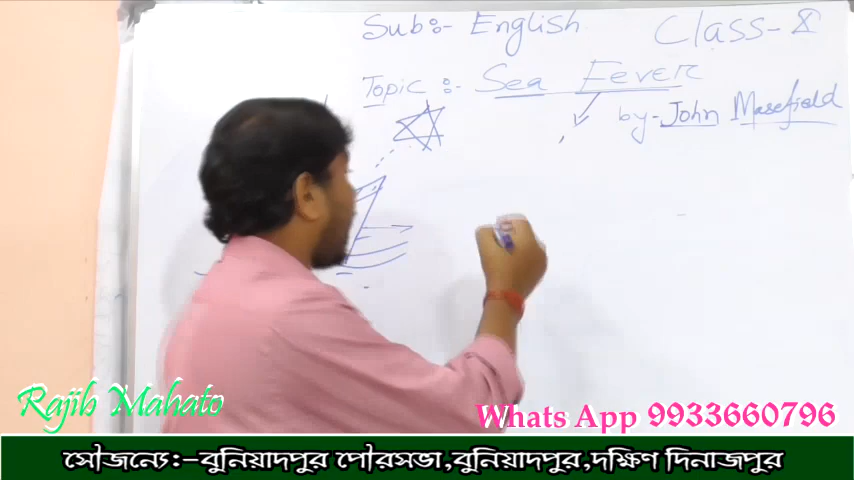 Sub:- English Class- X
Topic :- Sea Fever
by- John Masefield
Rajib Mahato
Whats App 9933660796
সৌজন্যে:-বুনিয়াদপুর পৌরসভা,বুনিয়াদপুর,দক্ষিণ দিনাজপুর